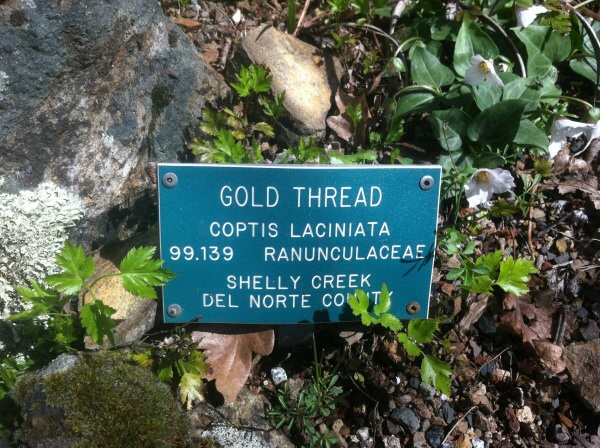 GOLD THREAD
COPTIS LACINIATA
99.139 RANUNCULACEAE
SHELLY CREEK
DEL NORTE COUNTY